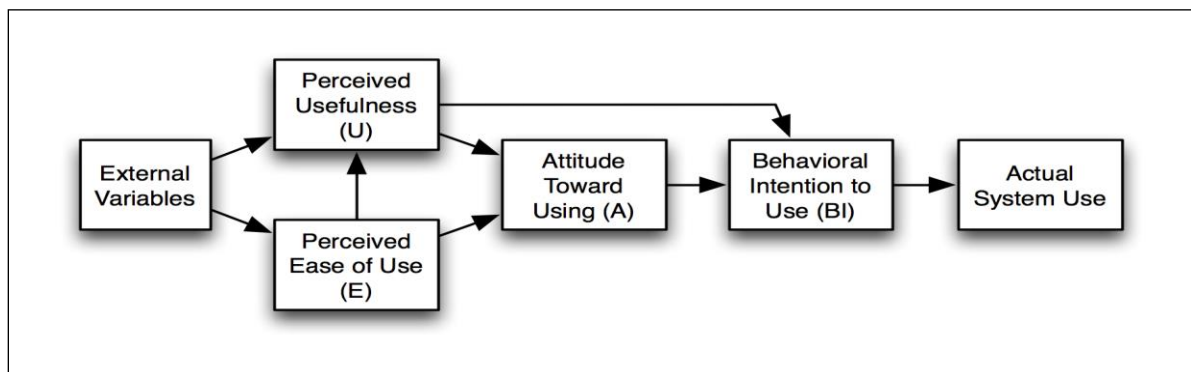 External
Variables
Perceived
Usefulness
(U)
Perceived
Ease of Use
(E)
Attitude
Toward
Using (A)
Behavioral
Intention to
Use (BI)
Actual
System Use